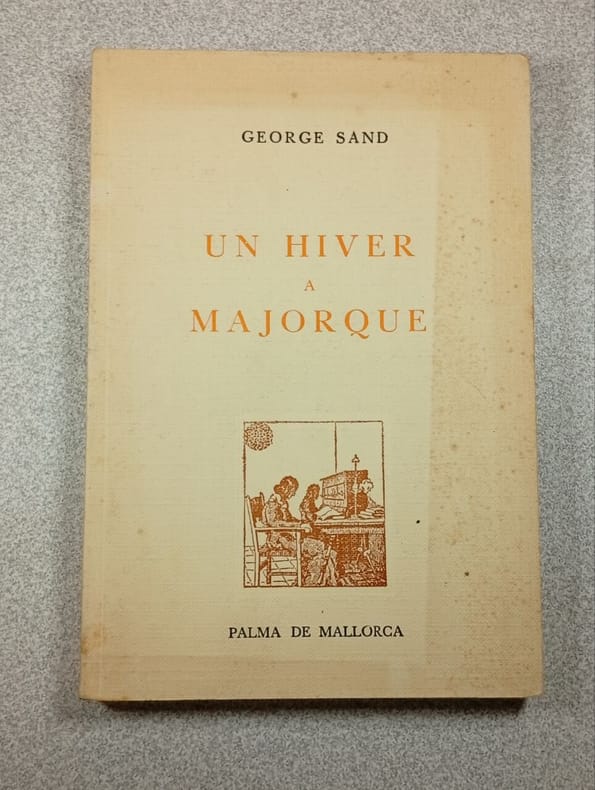 GEORGE SAND
UN HIVER
A
MAJORQUE
PALMA DE MALLORCA